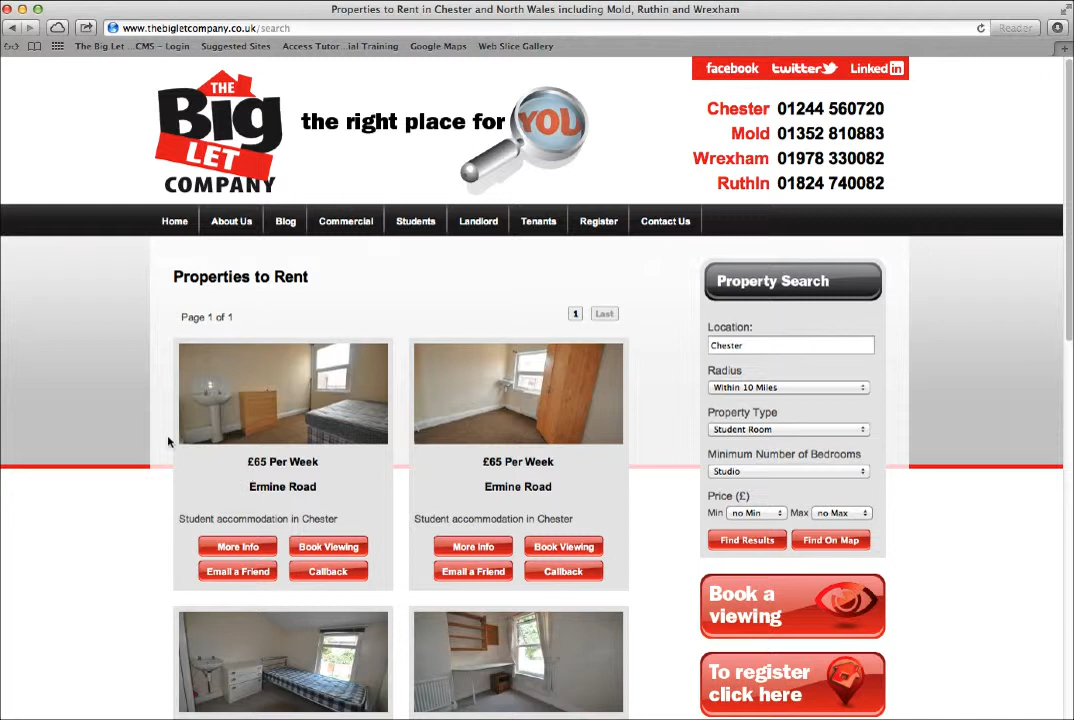 Properties to Rent in Chester and North Wales including Mold, Ruthin and Wrexham
www.thebigletcompany.co.uk/search
Reader
The Big Let ...CMS – Login Suggested Sites Access Tutor...ial Training Google Maps Web Slice Gallery
facebook twitter Linked in
THE
Big
LET
COMPANY
the right place for YOU
Chester 01244 560720
Mold 01352 810883
Wrexham 01978 330082
Ruthin 01824 740082
Home About Us Blog Commercial Students Landlord Tenants Register Contact Us
Properties to Rent
Page 1 of 1
1 Last
£65 Per Week
Ermine Road
Student accommodation in Chester
More Info Book Viewing
Email a Friend Callback
£65 Per Week
Ermine Road
Student accommodation in Chester
More Info Book Viewing
Email a Friend Callback
Property Search
Location:
Chester
Radius
Within 10 Miles
Property Type
Student Room
Minimum Number of Bedrooms
Studio
Price (£)
Min no Min Max no Max
Find Results Find On Map
Book a
viewing
To register
click here